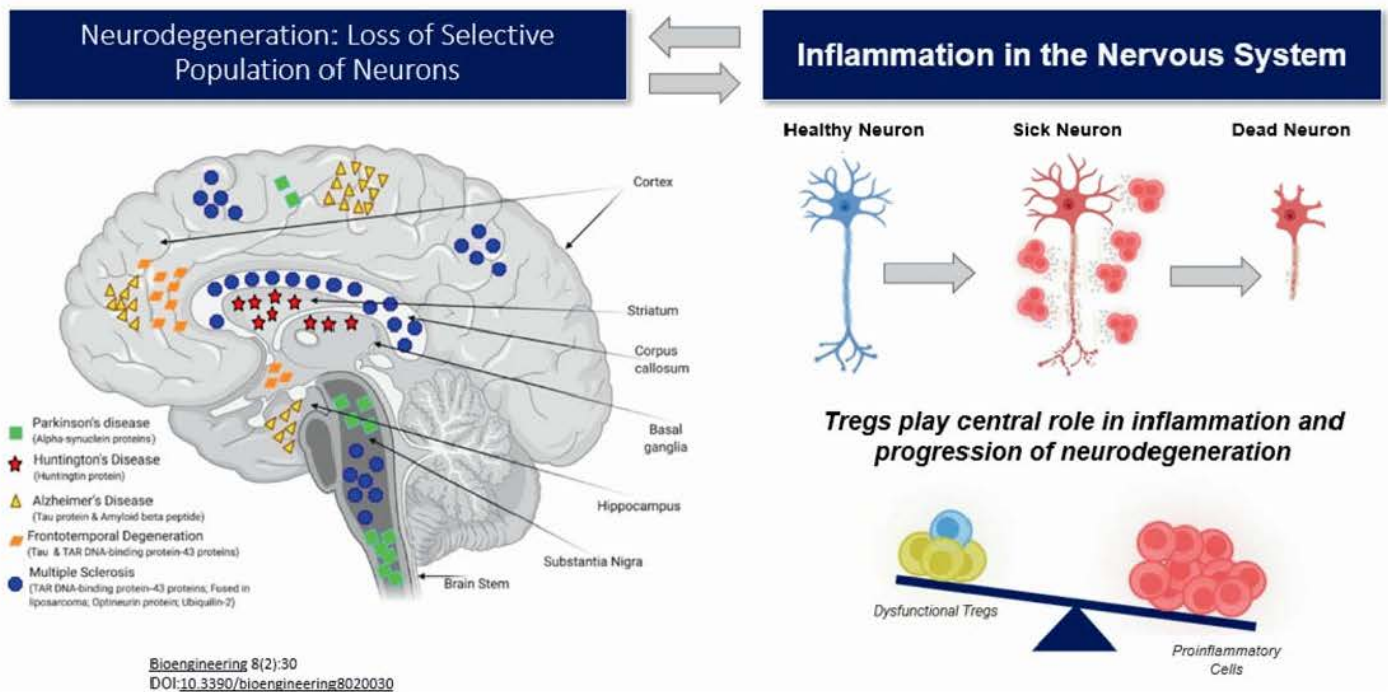 Neurodegeneration: Loss of Selective
Population of Neurons
Inflammation in the Nervous System
Cortex
Striatum
Corpus
callosum
Basal
ganglia
Hippocampus
Substantia Nigra
Brain Stem
Parkinson's disease
(Alpha-synuclein proteins)
Huntington's Disease
(Huntingtin protein)
Alzheimer's Disease
(Tau protein & Amyloid beta peptide)
Frontotemporal Degeneration
(Tau & TAR DNA-binding protein-43 proteins)
Multiple Sclerosis
(TAR DNA-binding protein-43 proteins; Fused in
liposarcoma; Optineurin protein; Ubiquilin-2)
Bioengineering 8(2):30
DOI:10.3390/bioengineering8020030
Healthy Neuron
Sick Neuron
Dead Neuron
Tregs play central role in inflammation and
progression of neurodegeneration
Dysfunctional Tregs
Proinflammatory
Cells